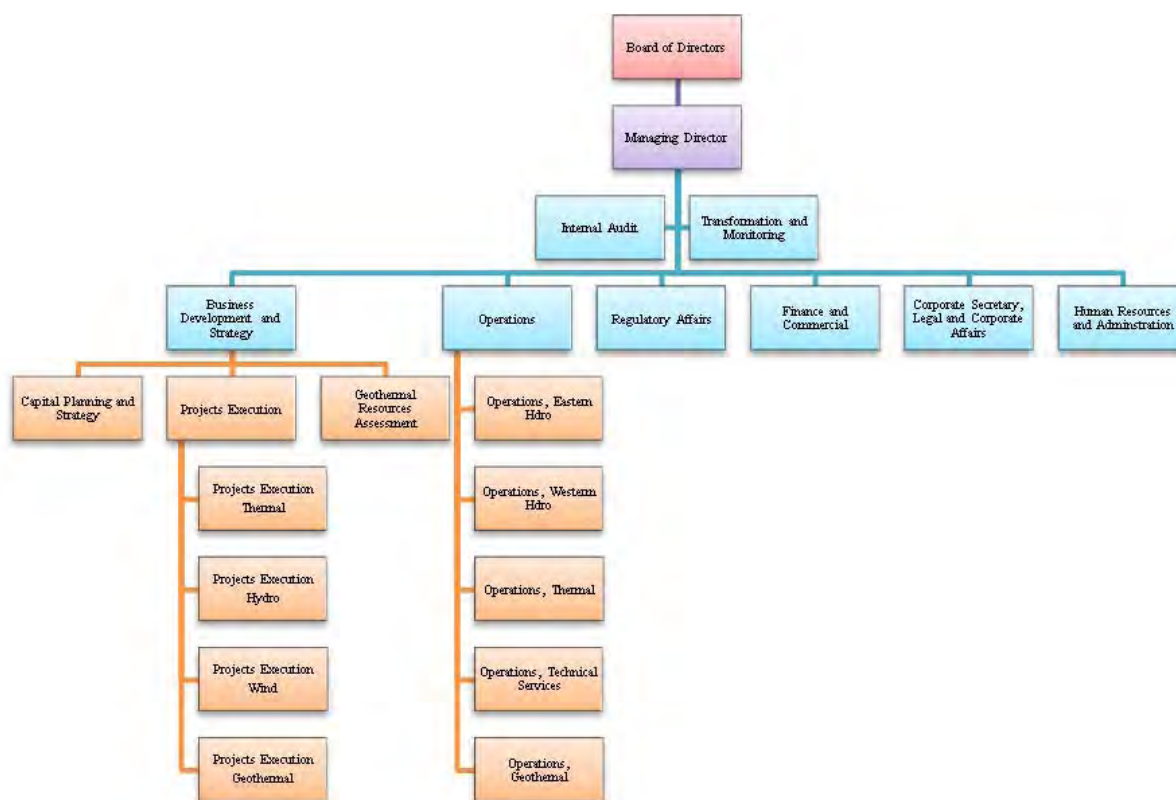 Board of Directors
Managing Director
Internal Audit
Transformation and
Monitoring
Business
Development and
Strategy
Operations
Regulatory Affairs
Finance and
Commercial
Corporate Secretary,
Legal and Corporate
Affairs
Human Resources
and Adminstration
Capital Planning and
Strategy
Projects Execution
Geothermal
Resources
Assessment
Projects Execution
Thermal
Projects Execution
Hydro
Projects Execution
Wind
Projects Execution
Geothermal
Operations, Eastern
Hdro
Operations, Western
Hdro
Operations, Thermal
Operations, Technical
Services
Operations,
Geothemal